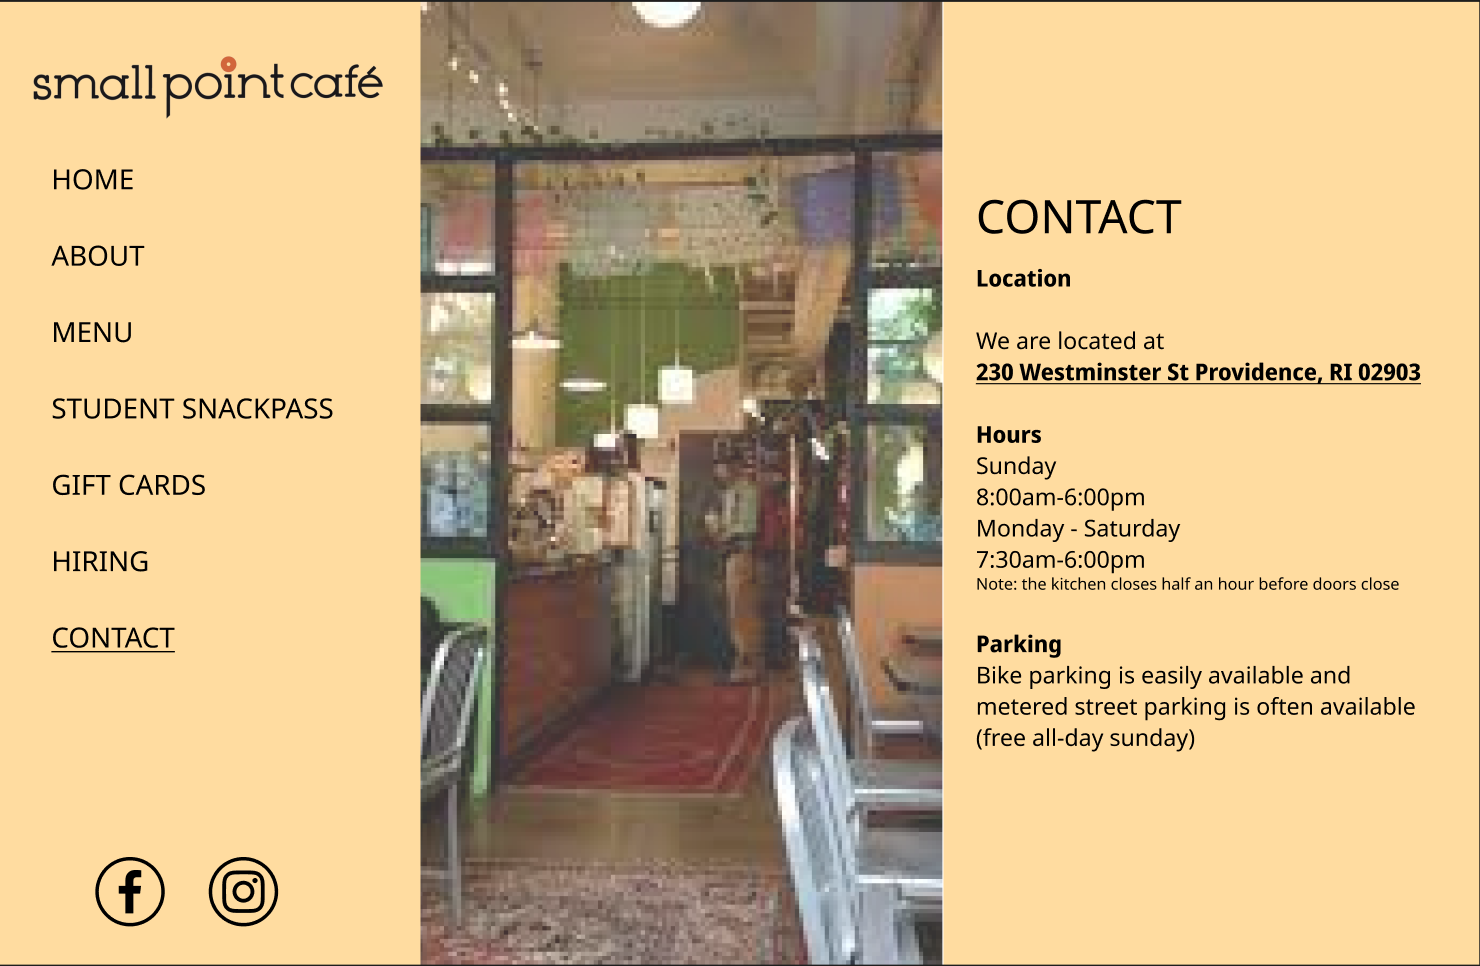 small point café
HOME
ABOUT
MENU
STUDENT SNACKPASS
GIFT CARDS
HIRING
CONTACT
CONTACT
Location
We are located at
230 Westminster St Providence, RI 02903
Hours
Sunday
8:00am-6:00pm
Monday - Saturday
7:30am-6:00pm
Note: the kitchen closes half an hour before doors close
Parking
Bike parking is easily available and
metered street parking is often available
(free all-day sunday)